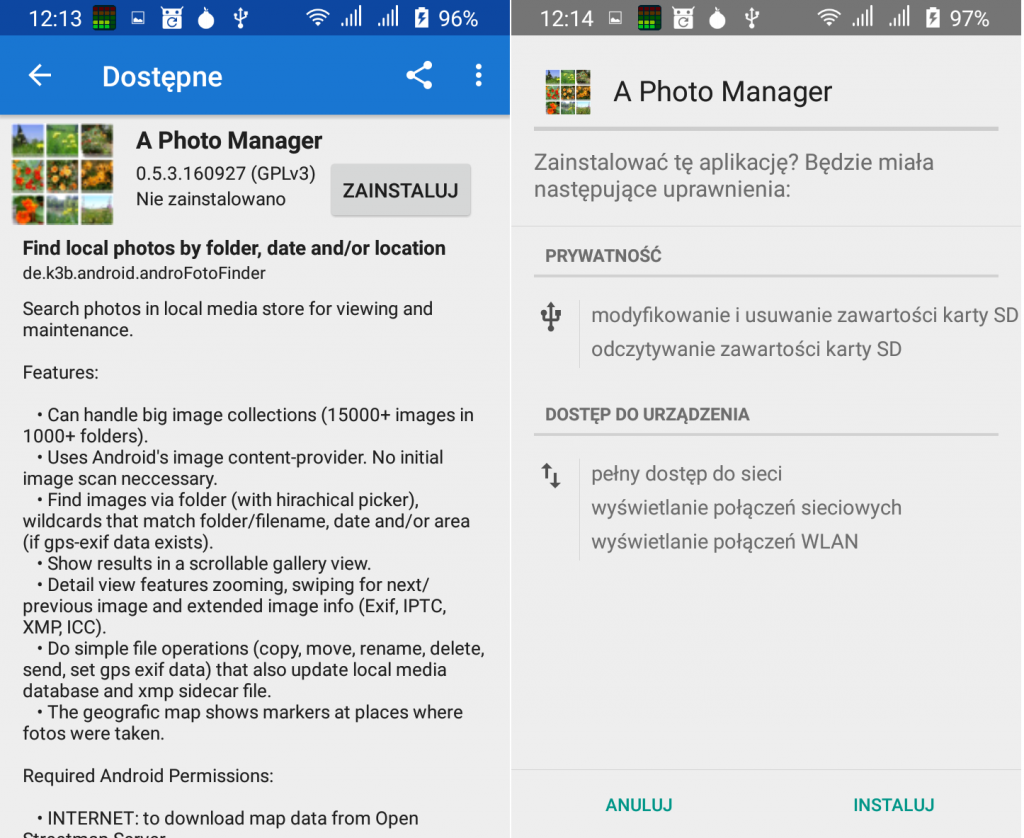 12:13
96%
Dostępne
A Photo Manager
0.5.3.160927 (GPLv3)
Nie zainstalowano
ZAINSTALUJ
Find local photos by folder, date and/or location
de.k3b.android.androFotoFinder
Search photos in local media store for viewing and
maintenance.
Features:
• Can handle big image collections (15000+ images in
1000+ folders).
• Uses Android's image content-provider. No initial
image scan neccessary.
• Find images via folder (with hirachical picker),
wildcards that match folder/filename, date and/or area
(if gps-exif data exists).
• Show results in a scrollable gallery view.
• Detail view features zooming, swiping for next/
previous image and extended image info (Exif, IPTC,
XMP, ICC).
• Do simple file operations (copy, move, rename, delete,
send, set gps exif data) that also update local media
database and xmp sidecar file.
• The geografic map shows markers at places where
fotos were taken.
Required Android Permissions:
• INTERNET: to download map data from Open
Streetmap Server
12:14
97%
A Photo Manager
Zainstalować tę aplikację? Będzie miała
następujące uprawnienia:
PRYWATNOŚĆ
modyfikowanie i usuwanie zawartości karty SD
odczytywanie zawartości karty SD
DOSTĘP DO URZĄDZENIA
pełny dostęp do sieci
wyświetlanie połączeń sieciowych
wyświetlanie połączeń WLAN
ANULUJ
INSTALUJ